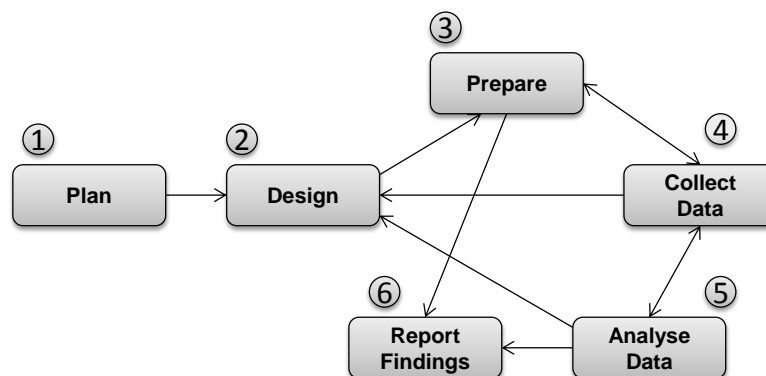 ③
Prepare
④
①
②
Collect
Data
Plan
Design
⑥
⑤
Report
Findings
Analyse
Data